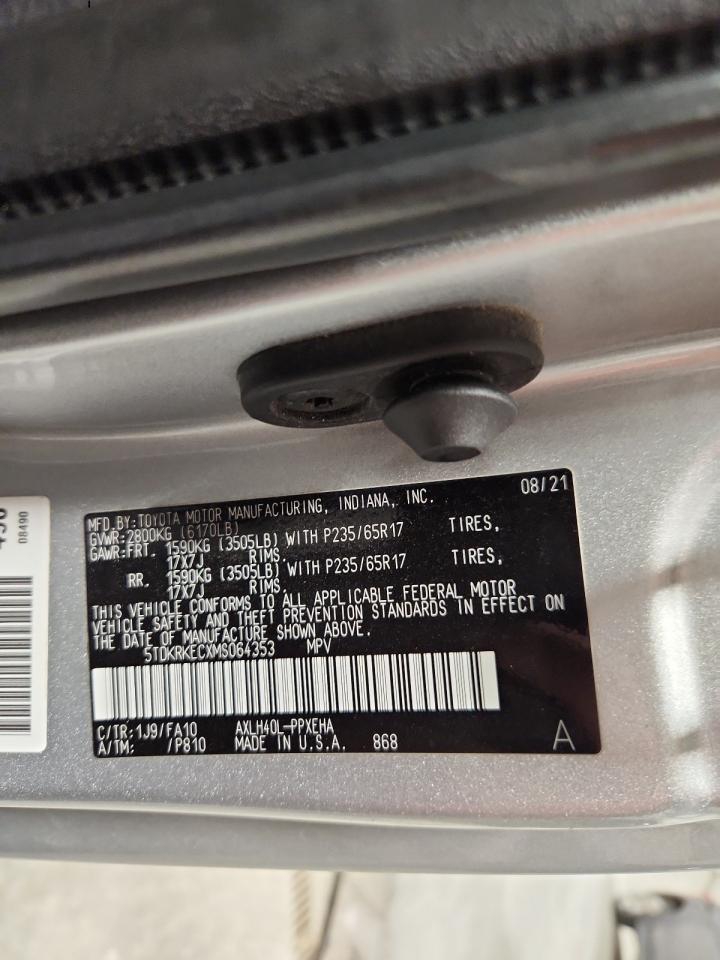 08490
MFD.BY:TOYOTA MOTOR MANUFACTURING, INDIANA, INC. 08/21
GVWR:2800KG (6170LB)
GAWR:FRT. 1590KG (3505LB) WITH P235/65R17 TIRES,
17X7J RIMS,
RR. 1590KG (3505LB) WITH P235/65R17 TIRES,
17X7J RIMS,
THIS VEHICLE CONFORMS TO ALL APPLICABLE FEDERAL MOTOR
VEHICLE SAFETY AND THEFT PREVENTION STANDARDS IN EFFECT ON
THE DATE OF MANUFACTURE SHOWN ABOVE.
5TDKRKECXMS064353 MPV
C/TR:1J9/FA10 AXLH40L-PPXEHA
A/TM: /P810 MADE IN U.S.A. 868 A